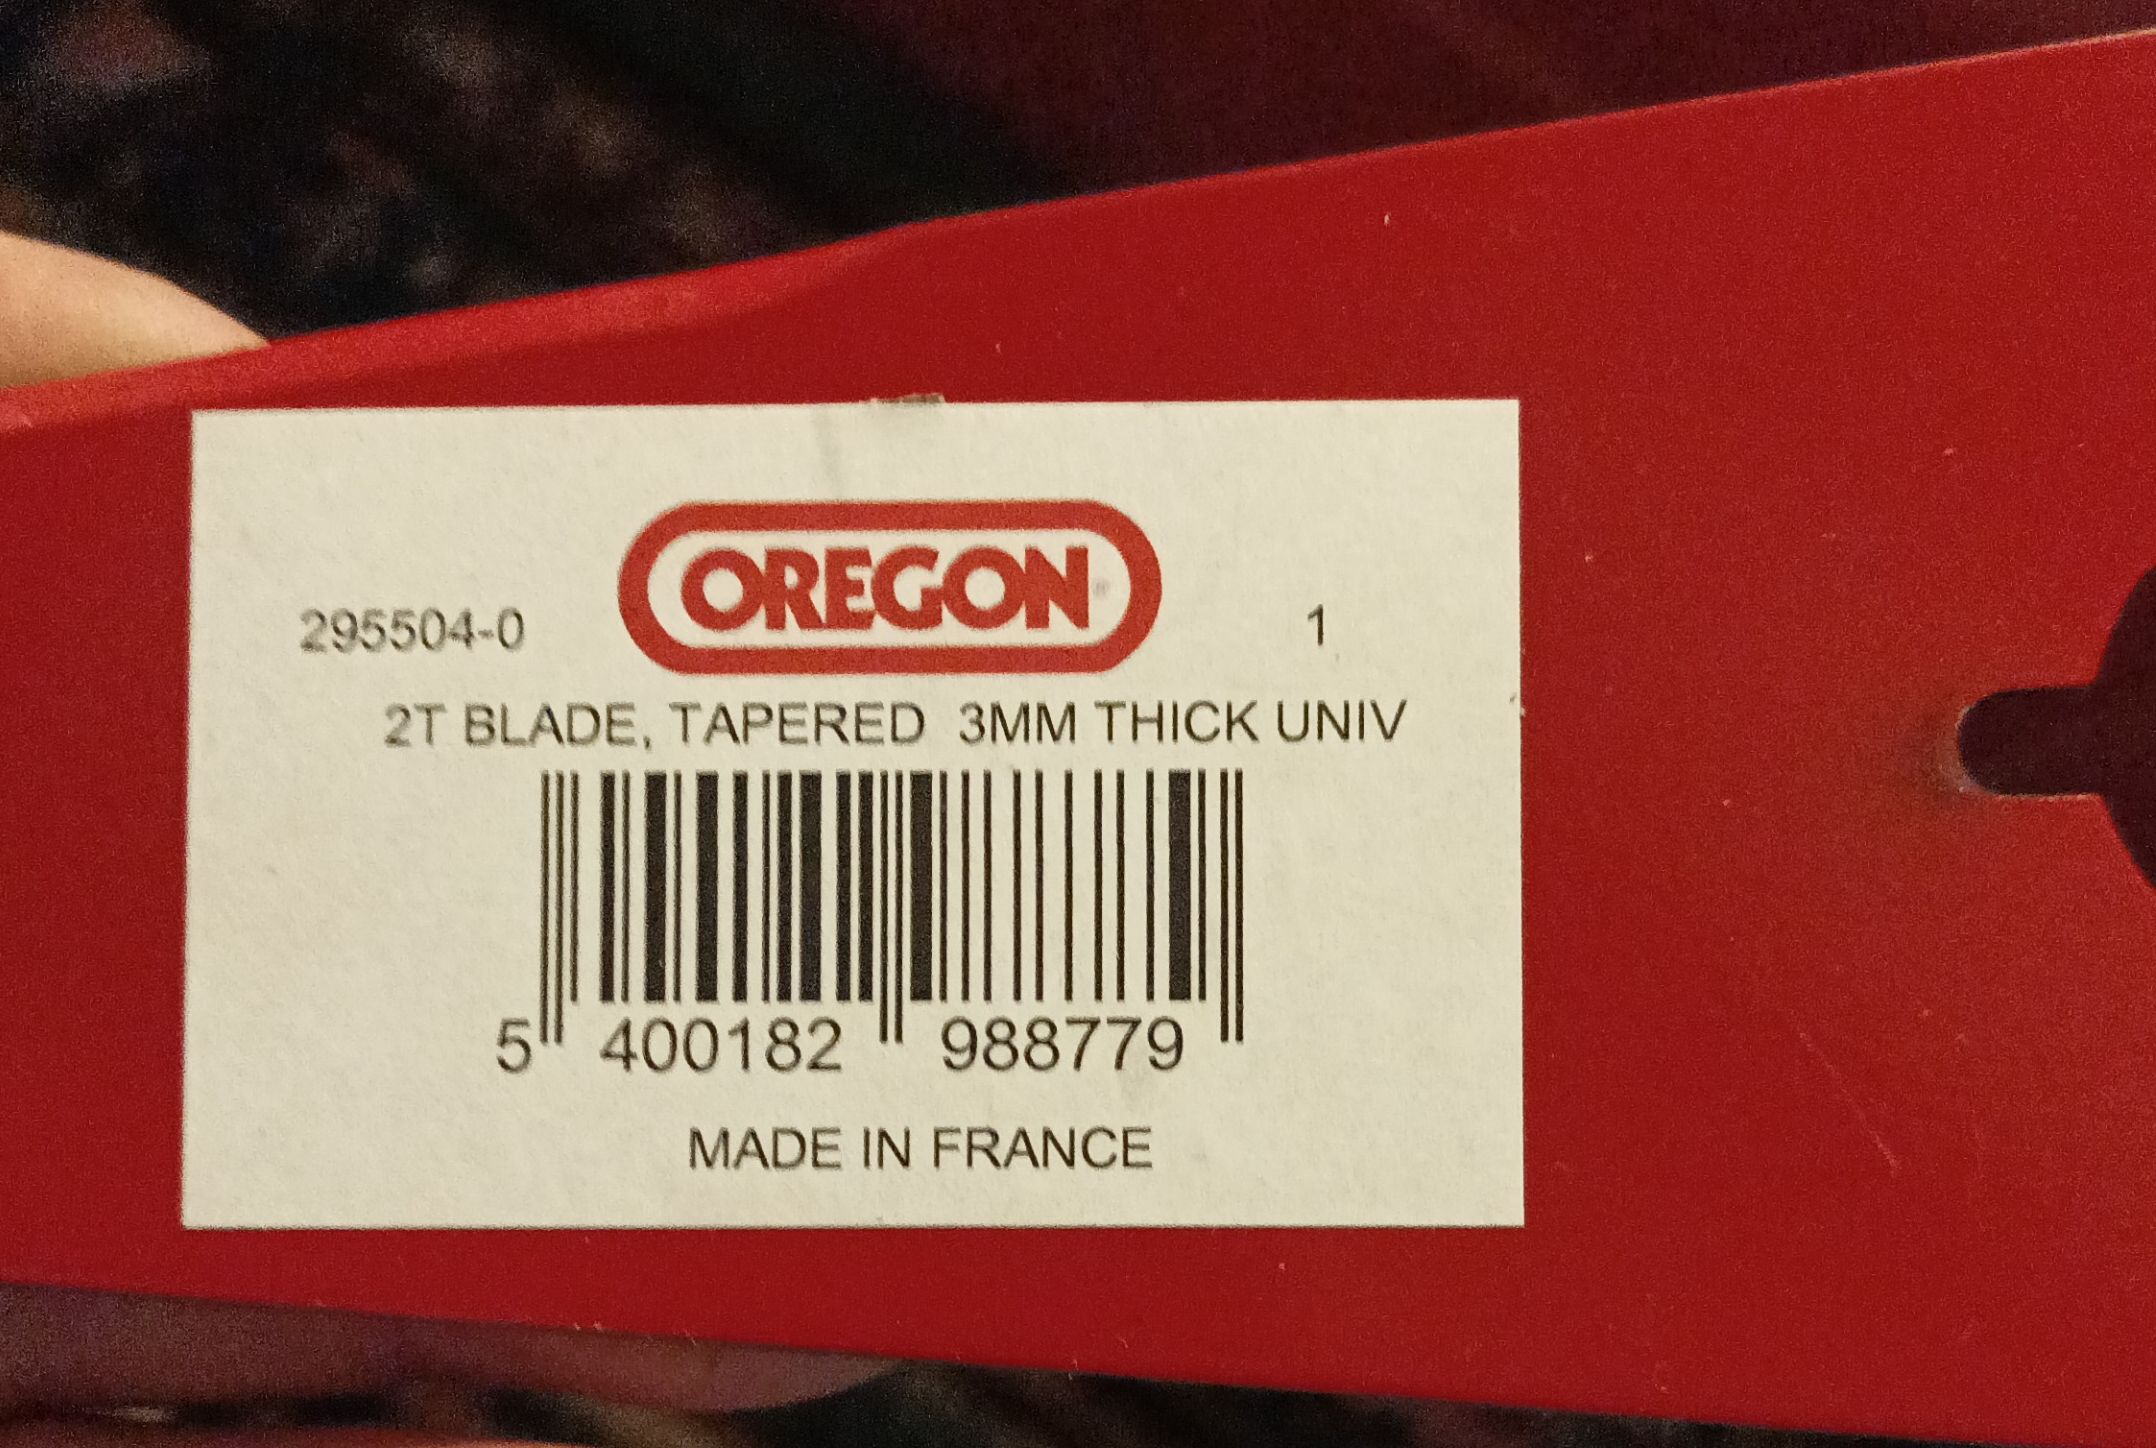 OREGON
295504-0 1
2T BLADE, TAPERED 3MM THICK UNIV
5 400182 988779
MADE IN FRANCE